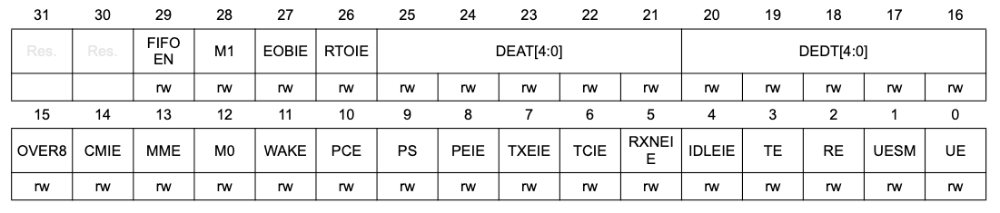 31 30 29 28 27 26 25 24 23 22 21 20 19 18 17 16
Res. Res. FIFO EN M1 EOBIE RTOIE DEAT[4:0] DEDT[4:0]
rw rw rw rw rw rw rw rw rw rw rw rw rw rw
15 14 13 12 11 10 9 8 7 6 5 4 3 2 1 0
OVER8 CMIE MME M0 WAKE PCE PS PEIE TXEIE TCIE RXNEI E IDLEIE TE RE UESM UE
rw rw rw rw rw rw rw rw rw rw rw rw rw rw rw rw